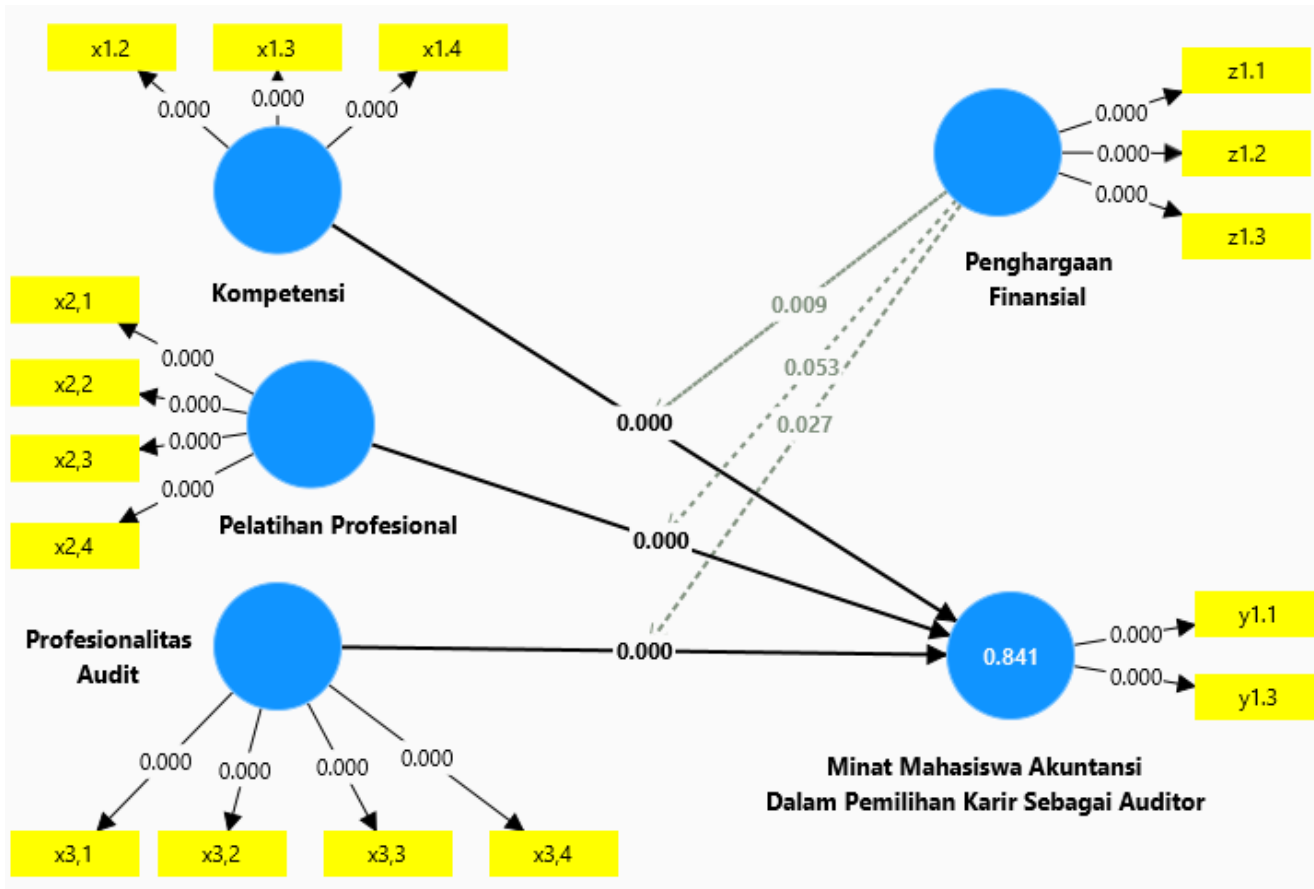 x1.2
x1.3
x1.4
0.000
0.000
0.000
Kompetensi
z1.1
z1.2
z1.3
0.000
0.000
0.000
Penghargaan
Finansial
x2,1
x2,2
x2,3
x2,4
0.000
0.000
0.000
0.000
Pelatihan Profesional
0.009
0.053
0.027
0.000
0.000
0.000
Profesionalitas
Audit
0.000
0.000
0.000
0.000
x3,1
x3,2
x3,3
x3,4
0.841
0.000
0.000
y1.1
y1.3
Minat Mahasiswa Akuntansi
Dalam Pemilihan Karir Sebagai Auditor